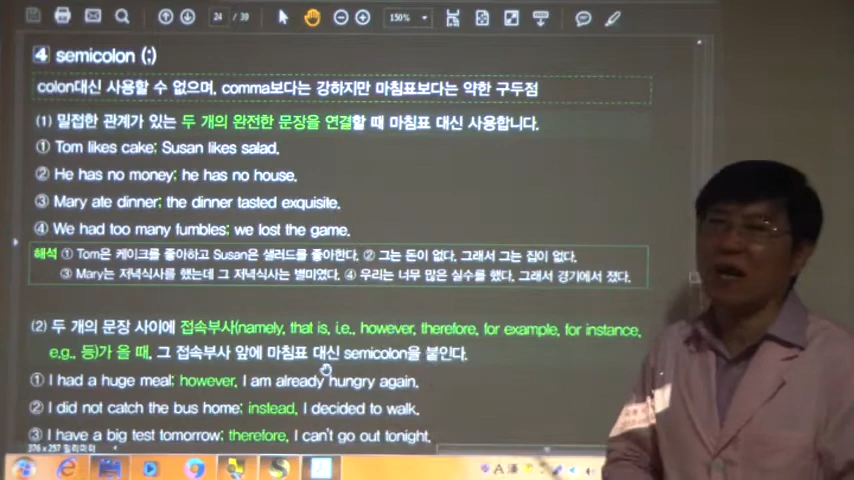 24 / 39
150%
4 semicolon (;)
colon대신 사용할 수 없으며, comma보다는 강하지만 마침표보다는 약한 구두점
(1) 밀접한 관계가 있는 두 개의 완전한 문장을 연결할 때 마침표 대신 사용합니다.
① Tom likes cake; Susan likes salad.
② He has no money; he has no house.
③ Mary ate dinner; the dinner tasted exquisite.
④ We had too many fumbles; we lost the game.
해석 ① Tom은 케이크를 좋아하고 Susan은 샐러드를 좋아한다. ② 그는 돈이 없다. 그래서 그는 집이 없다.
③ Mary는 저녁식사를 했는데 그 저녁식사는 별미였다. ④ 우리는 너무 많은 실수를 했다. 그래서 경기에서 졌다.
(2) 두 개의 문장 사이에 접속부사(namely, that is, i.e., however, therefore, for example, for instance,
e.g., 등)가 올 때, 그 접속부사 앞에 마침표 대신 semicolon을 붙인다.
① I had a huge meal; however, I am already hungry again.
② I did not catch the bus home; instead, I decided to walk.
③ I have a big test tomorrow; therefore, I can't go out tonight.
376 x 257 밀리미터
A 漢